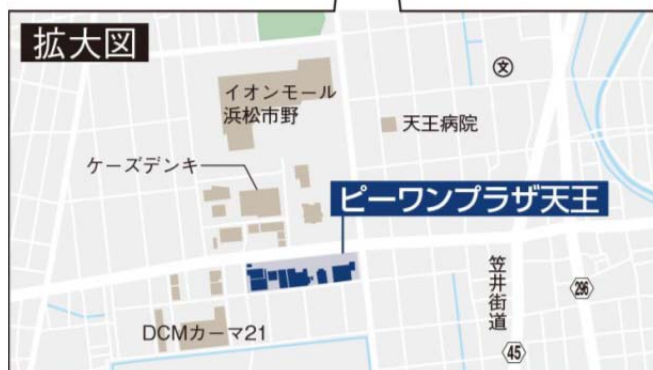 拡大図
イオンモール
浜松市野
文
天王病院
ケーズデンキ
ピーワンプラザ天王
笠井街道
296
DCMカーマ21
45